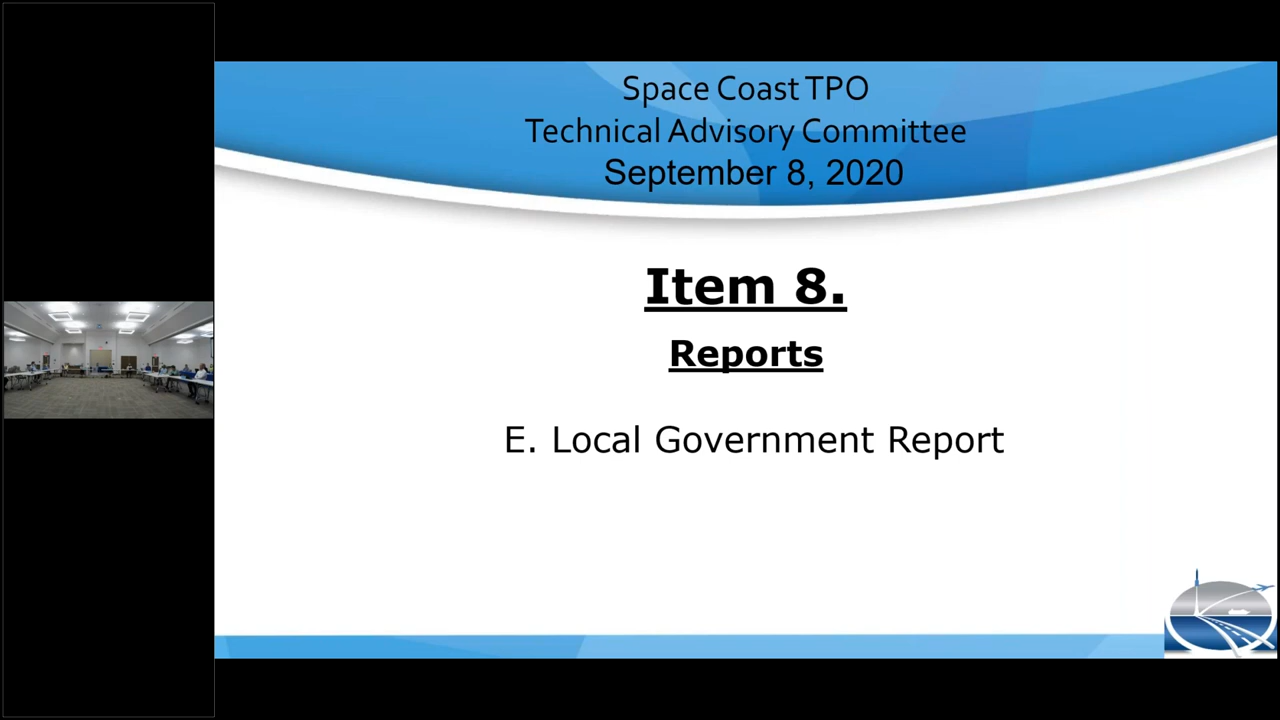 Space Coast TPO
Technical Advisory Committee
September 8, 2020
Item 8.
Reports
E. Local Government Report